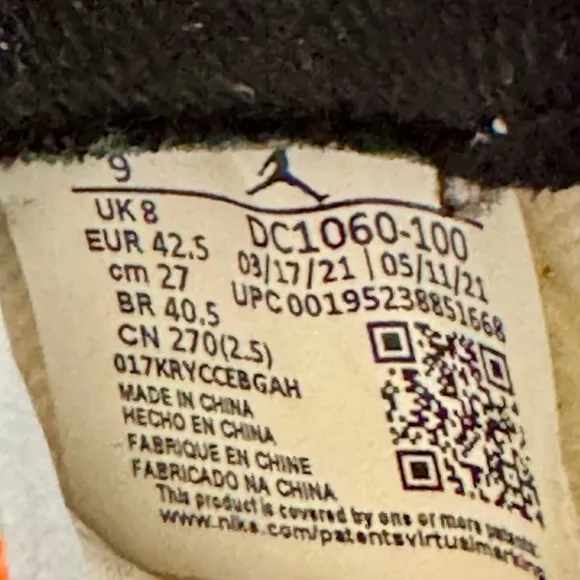 9
UK 8
EUR 42.5
cm 27
BR 40.5
CN 270(2.5)
017KRYCCEBGAH
DC1060-100
03/17/21 | 05/11/21
UPC 00195238851668
MADE IN CHINA
HECHO EN CHINA
FABRIQUE EN CHINE
FABRICADO NA CHINA
This product is covered by one or more patents.
www.nike.com/patentsvirtualmarking